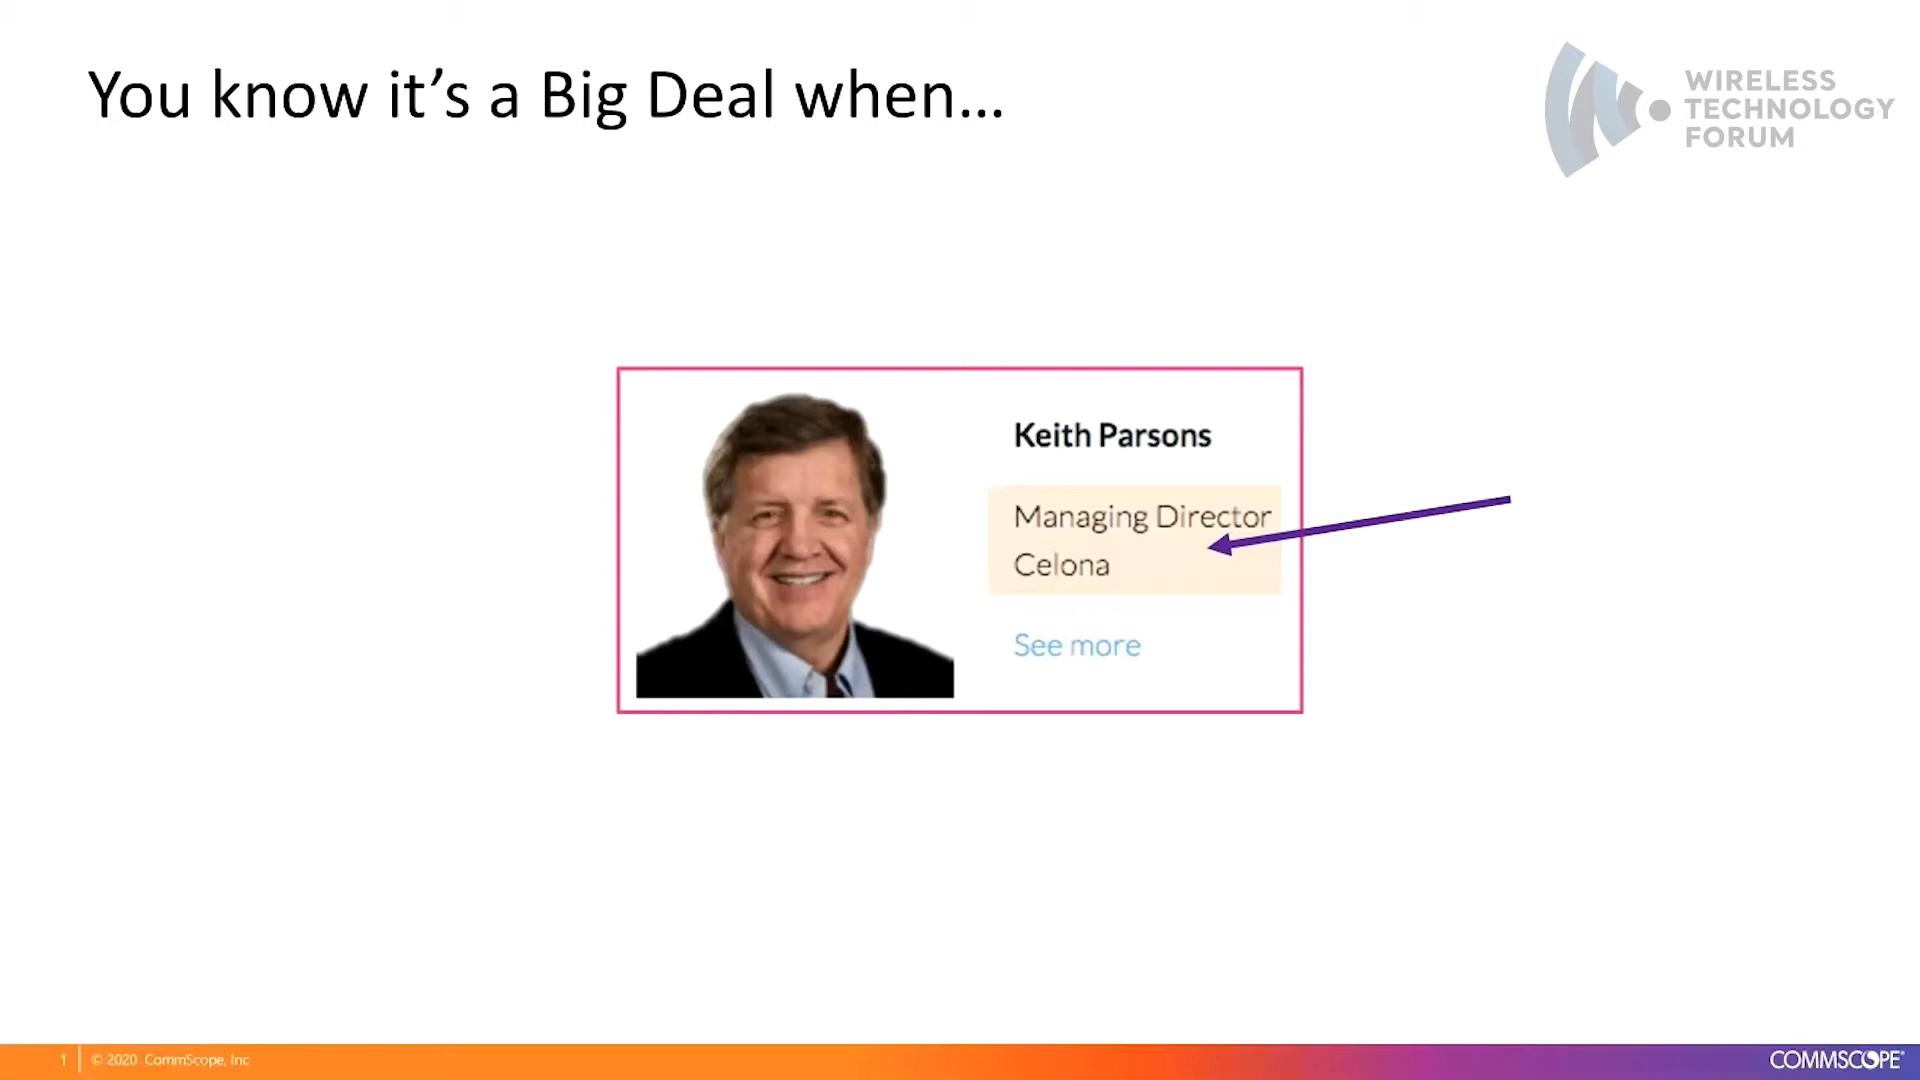 You know it’s a Big Deal when…
WIRELESS
TECHNOLOGY
FORUM
Keith Parsons
Managing Director
Celona
See more
1 © 2020 CommScope, Inc
COMMSCOPE®